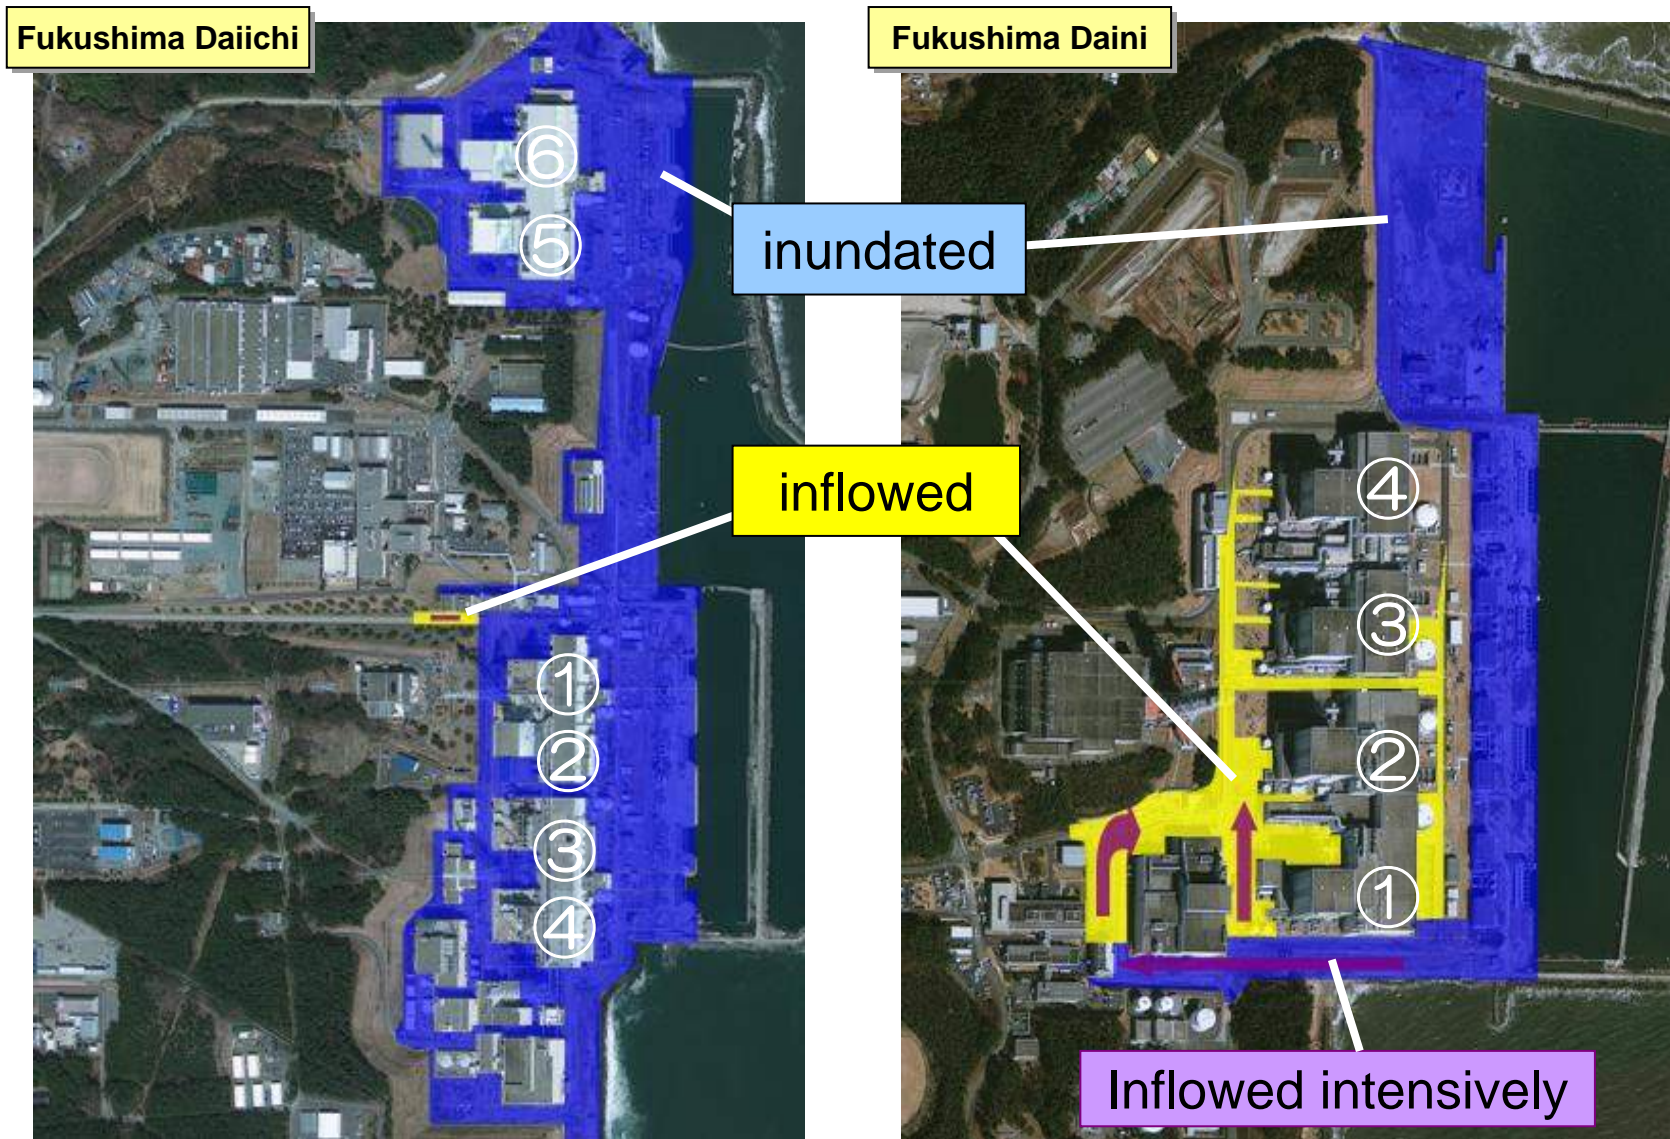 Fukushima Daiichi
Fukushima Daini
⑥
⑤
inundated
inflowed
①
②
③
④
④
③
②
①
Inflowed intensively